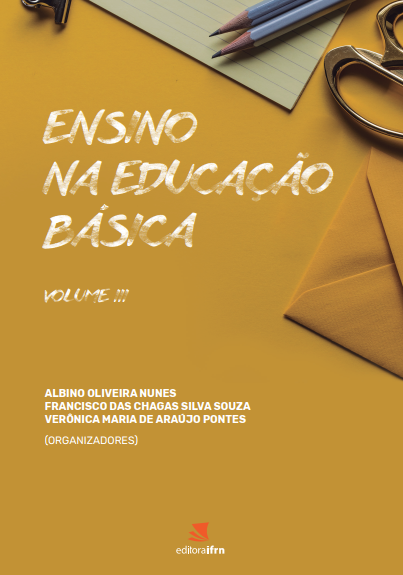 ENSINO
NA EDUCAÇÃO
BÁSICA
VOLUME III
ALBINO OLIVEIRA NUNES
FRANCISCO DAS CHAGAS SILVA SOUZA
VERÔNICA MARIA DE ARAÚJO PONTES
(ORGANIZADORES)
editoraifrn